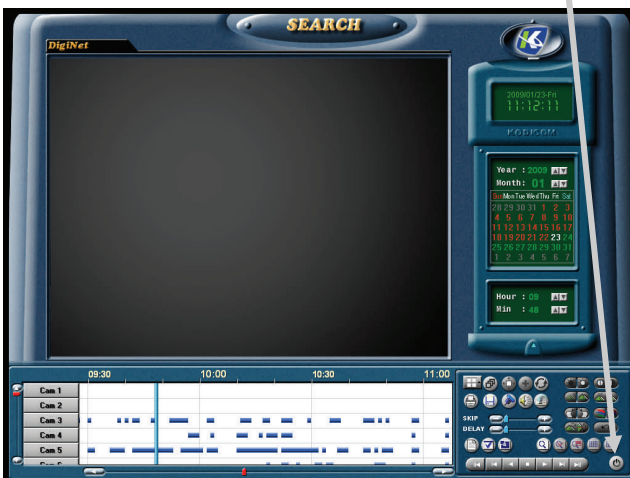 SEARCH
DigiNet
2009/01/23-Fri
11:12:11
KODICOM
Year : 2009
Month: 01
Sun Mon Tue Wed Thu Fri Sat
28 29 30 31 1 2 3
4 5 6 7 8 9 10
11 12 13 14 15 16 17
18 19 20 21 22 23 24
25 26 27 28 29 30 31
1 2 3 4 5 6 7
Hour : 09
Min : 48
09:30 10:00 10:30 11:00
Cam 1
Cam 2
Cam 3
Cam 4
Cam 5
Cam 6
SKIP
DELAY